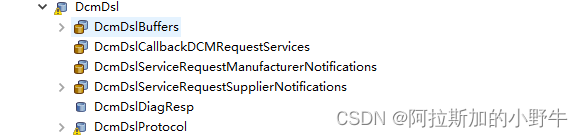 DcmDsl
DcmDslBuffers
DcmDslCallbackDCMRequestServices
DcmDslServiceRequestManufacturerNotifications
DcmDslServiceRequestSupplierNotifications
DcmDslDiagResp
DcmDslProtocol
CSDN @阿拉斯加的小野牛